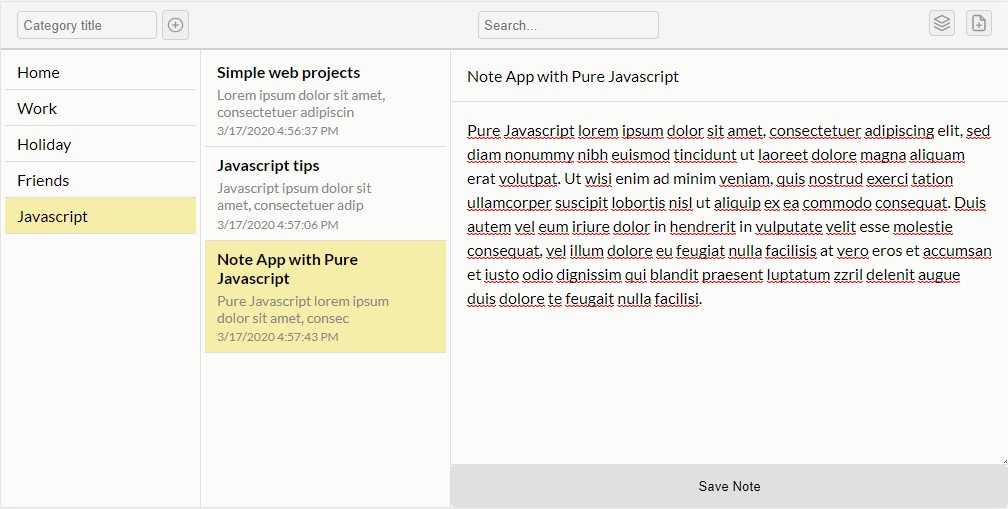 Category title
Search...
Home
Work
Holiday
Friends
Javascript
Simple web projects
Lorem ipsum dolor sit amet,
consectetuer adipiscin
3/17/2020 4:56:37 PM
Javascript tips
Javascript ipsum dolor sit
amet, consectetuer adip
3/17/2020 4:57:06 PM
Note App with Pure
Javascript
Pure Javascript lorem ipsum
dolor sit amet, consec
3/17/2020 4:57:43 PM
Note App with Pure Javascript
Pure Javascript lorem ipsum dolor sit amet, consectetuer adipiscing elit, sed
diam nonummy nibh euismod tincidunt ut laoreet dolore magna aliquam
erat volutpat. Ut wisi enim ad minim veniam, quis nostrud exerci tation
ullamcorper suscipit lobortis nisl ut aliquip ex ea commodo consequat. Duis
autem vel eum iriure dolor in hendrerit in vulputate velit esse molestie
consequat, vel illum dolore eu feugiat nulla facilisis at vero eros et accumsan
et iusto odio dignissim qui blandit praesent luptatum zzril delenit augue
duis dolore te feugait nulla facilisi.
Save Note